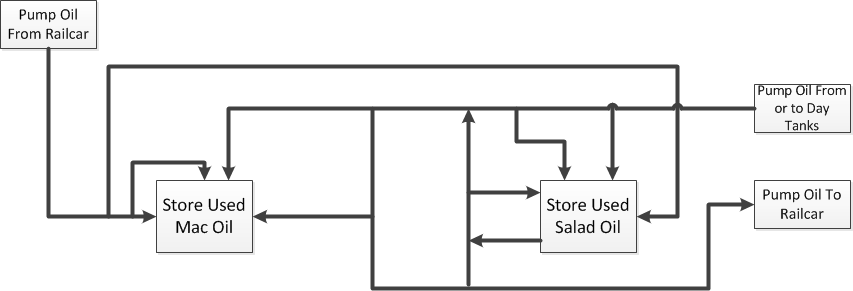 Pump Oil
From Railcar
Pump Oil From
or to Day
Tanks
Store Used
Mac Oil
Store Used
Salad Oil
Pump Oil To
Railcar